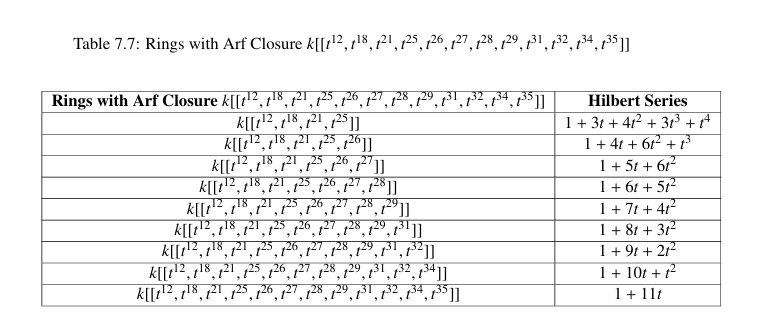 Table 7.7: Rings with Arf Closure k[[t^12, t^18, t^21, t^25, t^26, t^27, t^28, t^29, t^31, t^32, t^34, t^35]]
Rings with Arf Closure k[[t^12, t^18, t^21, t^25, t^26, t^27, t^28, t^29, t^31, t^32, t^34, t^35]] Hilbert Series
k[[t^12, t^18, t^21, t^25]] 1 + 3t + 4t^2 + 3t^3 + t^4
k[[t^12, t^18, t^21, t^25, t^26]] 1 + 4t + 6t^2 + t^3
k[[t^12, t^18, t^21, t^25, t^26, t^27]] 1 + 5t + 6t^2
k[[t^12, t^18, t^21, t^25, t^26, t^27, t^28]] 1 + 6t + 5t^2
k[[t^12, t^18, t^21, t^25, t^26, t^27, t^28, t^29]] 1 + 7t + 4t^2
k[[t^12, t^18, t^21, t^25, t^26, t^27, t^28, t^29, t^31]] 1 + 8t + 3t^2
k[[t^12, t^18, t^21, t^25, t^26, t^27, t^28, t^29, t^31, t^32]] 1 + 9t + 2t^2
k[[t^12, t^18, t^21, t^25, t^26, t^27, t^28, t^29, t^31, t^32, t^34]] 1 + 10t + t^2
k[[t^12, t^18, t^21, t^25, t^26, t^27, t^28, t^29, t^31, t^32, t^34, t^35]] 1 + 11t